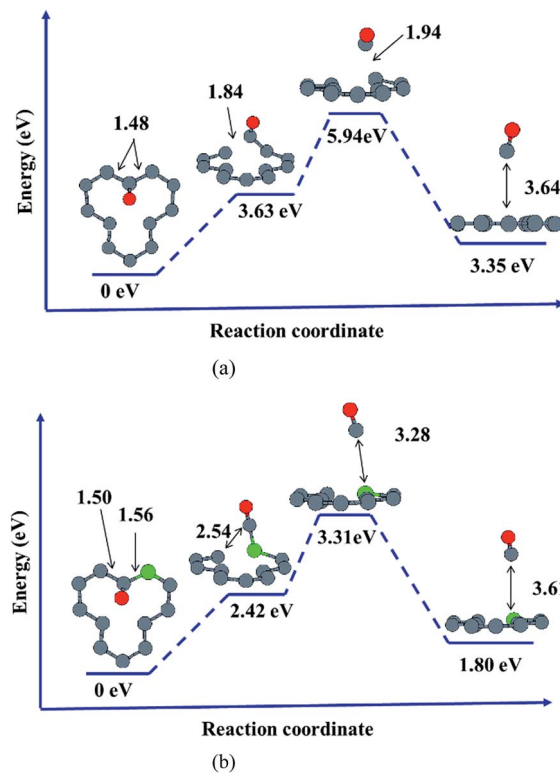 1.94
1.84
5.94eV
1.48
3.64
3.63 eV
3.35 eV
0 eV
Energy (eV)
Reaction coordinate
(a)
3.28
1.50
1.56
2.54
3.31eV
3.6
2.42 eV
1.80 eV
0 eV
Energy (eV)
Reaction coordinate
(b)